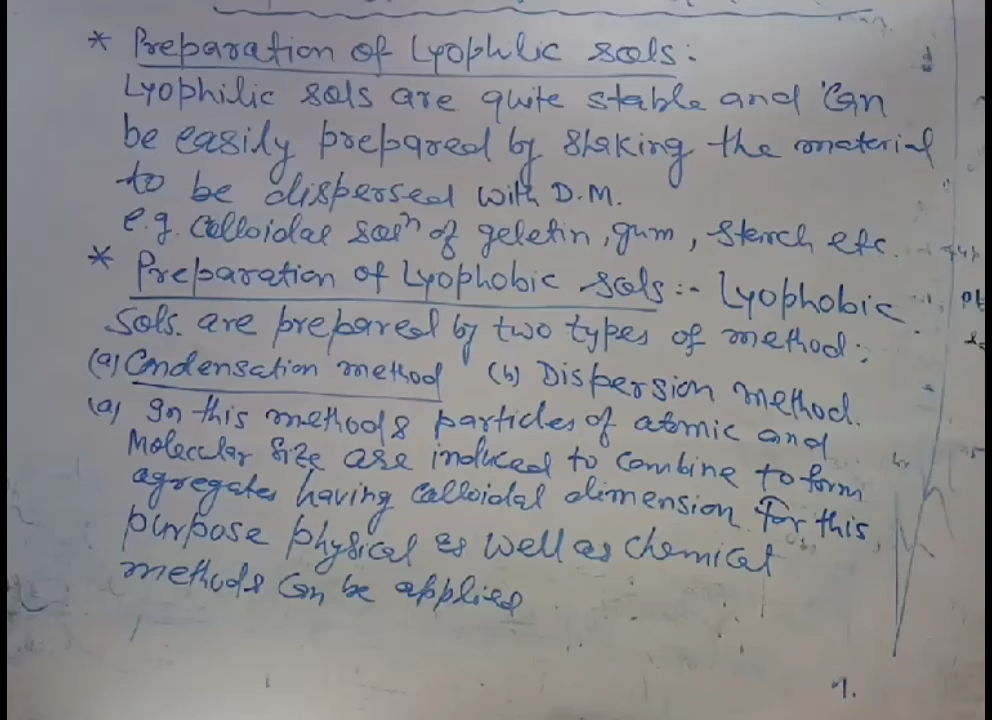 * Preparation of Lyophilic sols:
Lyophilic sols are quite stable and can
be easily prepared by shaking the material
to be dispersed with D.M.
e.g. Colloidal solⁿ of geletin, gum, starch etc.
* Preparation of Lyophobic sols:- Lyophobic
Sols. are prepared by two types of method:
(a) Condensation method (b) Dispersion method.
(a) In this methods particles of atomic and
Molecular Size are induced to combine to form
agregates having Colloidal dimension. For this
purpose physical as well as chemical
methods can be applied
1.